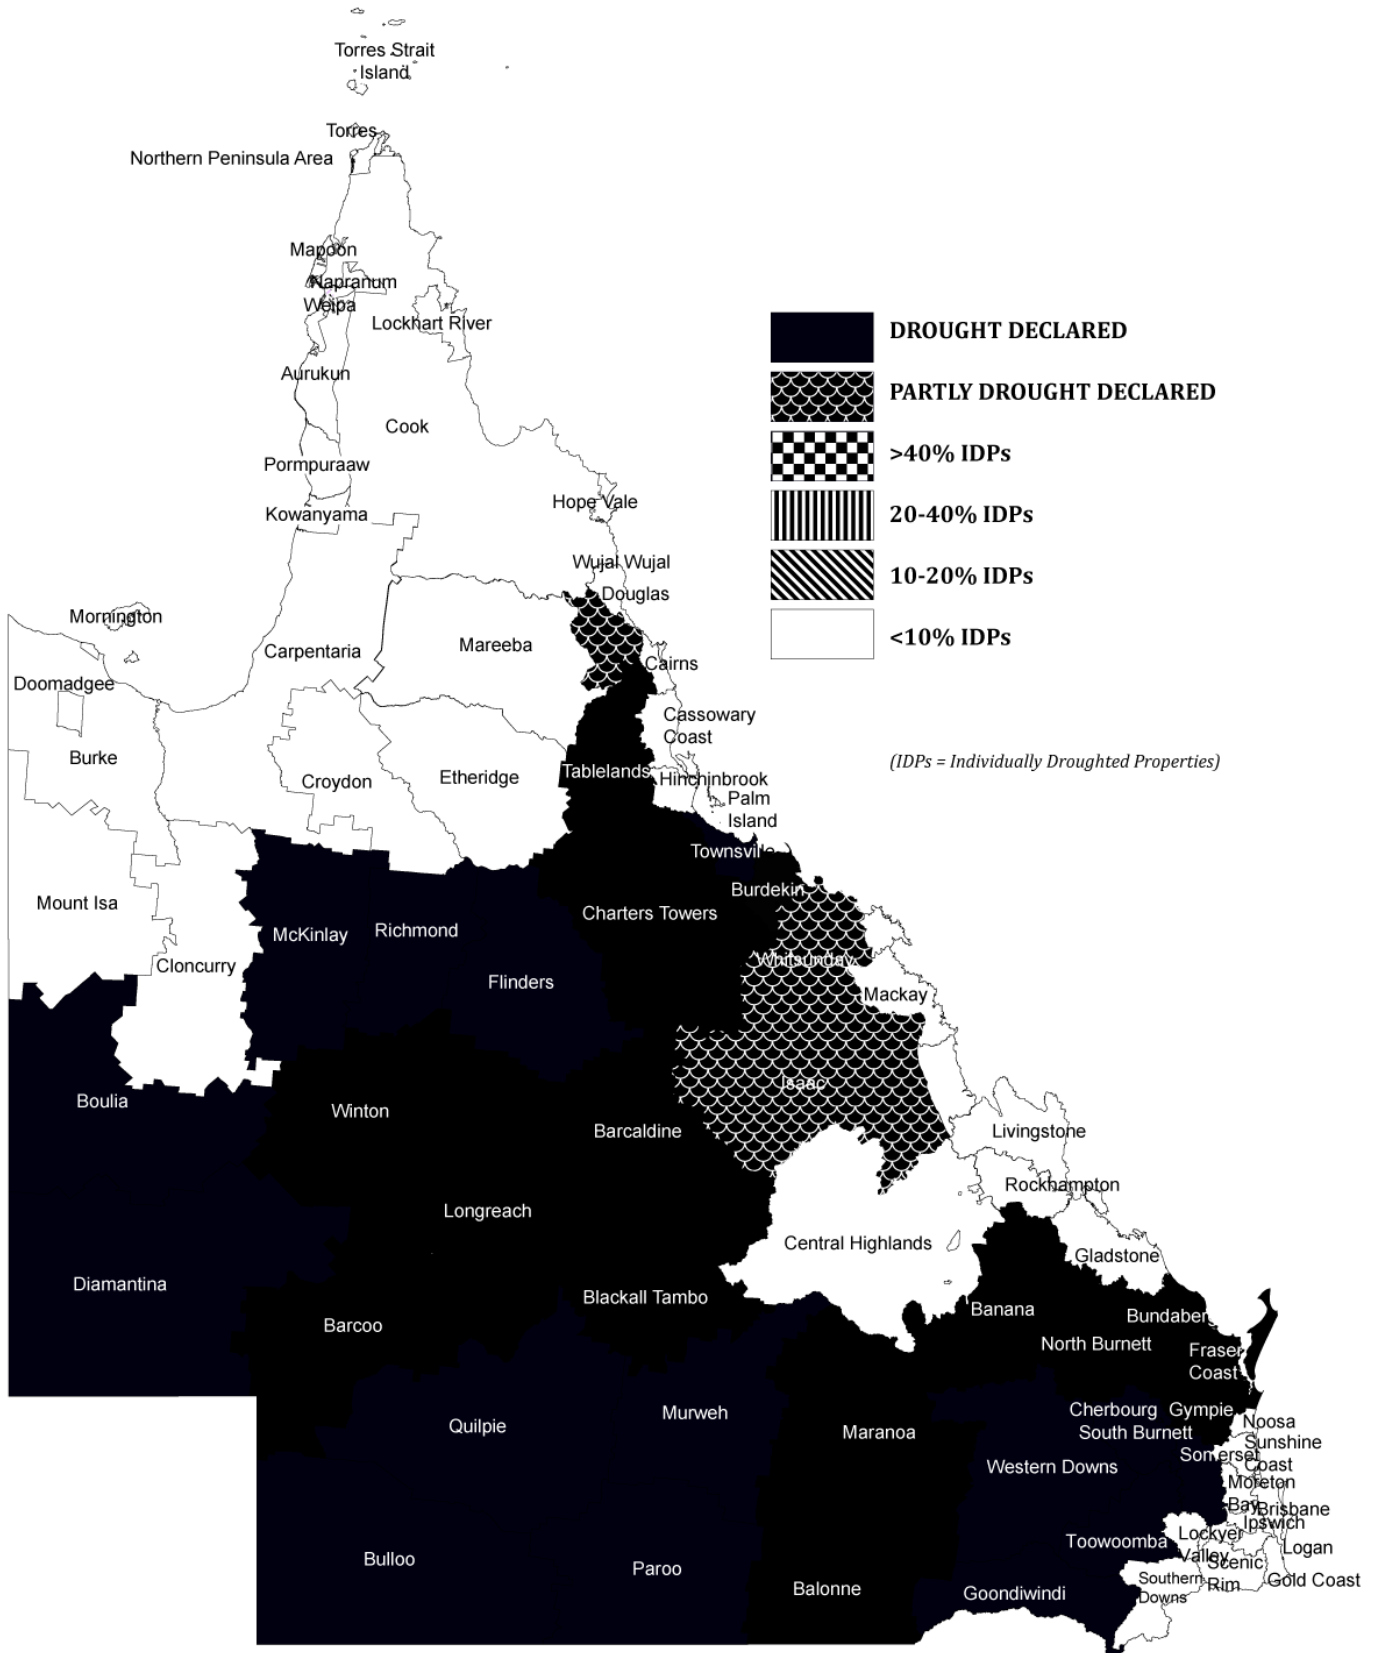 Torres Strait
Island
Torres
Northern Peninsula Area
Mapoon
Napranum
Weipa
Lockhart River
Aurukun
Cook
Pormpuraaw
Hope Vale
Kowanyama
Wujal Wujal
Douglas
Mornington
Mareeba
Carpentaria
Cairns
Doomadgee
Cassowary
Coast
Burke
Croydon
Etheridge
Tablelands
Hinchinbrook
Palm
Island
Townsville
Burdekin
Mount Isa
Charters Towers
McKinlay
Richmond
Cloncurry
Whitsunday
Flinders
Mackay
Isaac
Boulia
Winton
Barcaldine
Livingstone
Rockhampton
Longreach
Central Highlands
Gladstone
Diamantina
Blackall Tambo
Banana
Bundaberg
Barcoo
North Burnett
Fraser
Coast
Cherbourg
Gympie
Quilpie
Murweh
Noosa
Maranoa
South Burnett
Sunshine
Coast
Somerset
Western Downs
Moreton
Bay
Brisbane
Ipswich
Toowoomba
Lockyer
Valley
Logan
Bulloo
Paroo
Scenic
Rim
Southern
Downs
Gold Coast
Balonne
Goondiwindi
DROUGHT DECLARED
PARTLY DROUGHT DECLARED
>40% IDPs
20-40% IDPs
10-20% IDPs
<10% IDPs
(IDPs = Individually Droughted Properties)